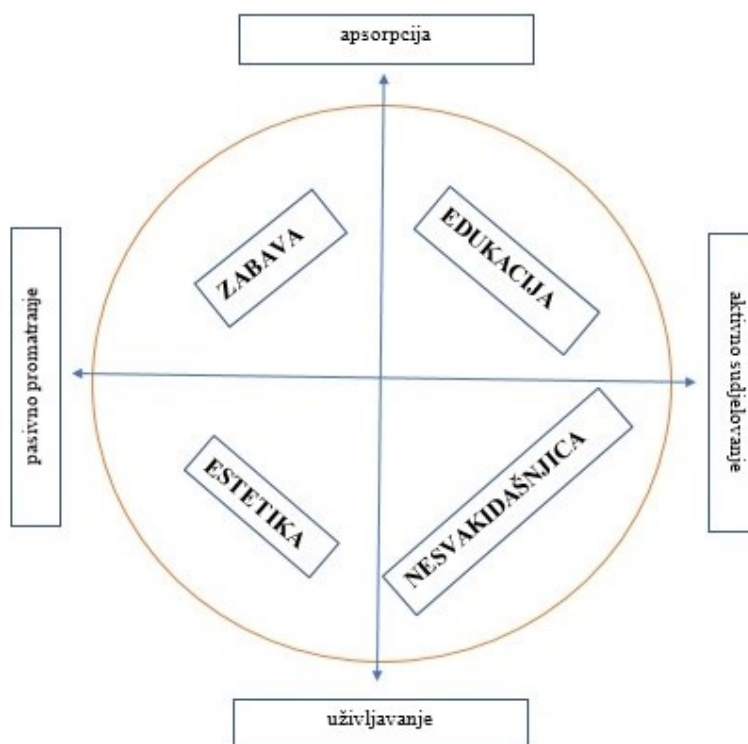 apsorpcija
ZABAVA
EDUKACIJA
pasivno promatranje
aktivno sudjelovanje
ESTETIKA
NESVAKIDAŠNJICA
uživljavanje